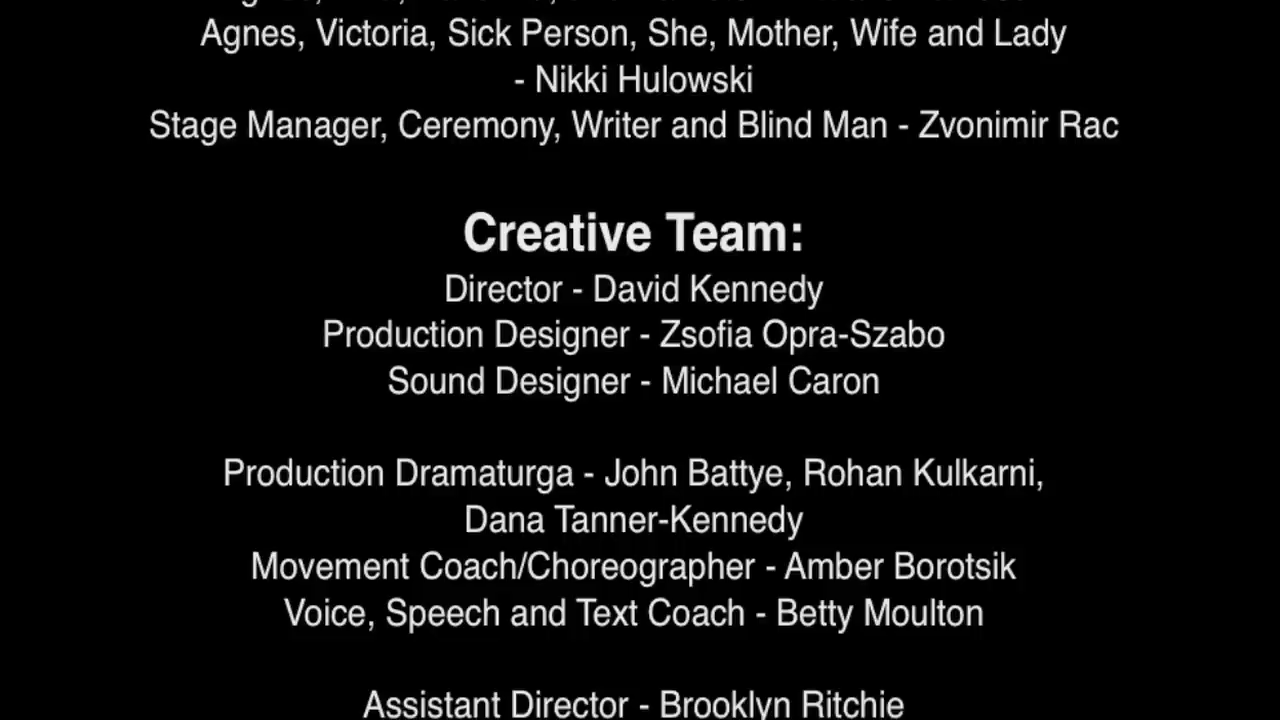 Agnes, Victoria, Sick Person, She, Mother, Wife and Lady
- Nikki Hulowski
Stage Manager, Ceremony, Writer and Blind Man - Zvonimir Rac
Creative Team:
Director - David Kennedy
Production Designer - Zsofia Opra-Szabo
Sound Designer - Michael Caron
Production Dramaturga - John Battye, Rohan Kulkarni,
Dana Tanner-Kennedy
Movement Coach/Choreographer - Amber Borotsik
Voice, Speech and Text Coach - Betty Moulton
Assistant Director - Brooklyn Ritchie